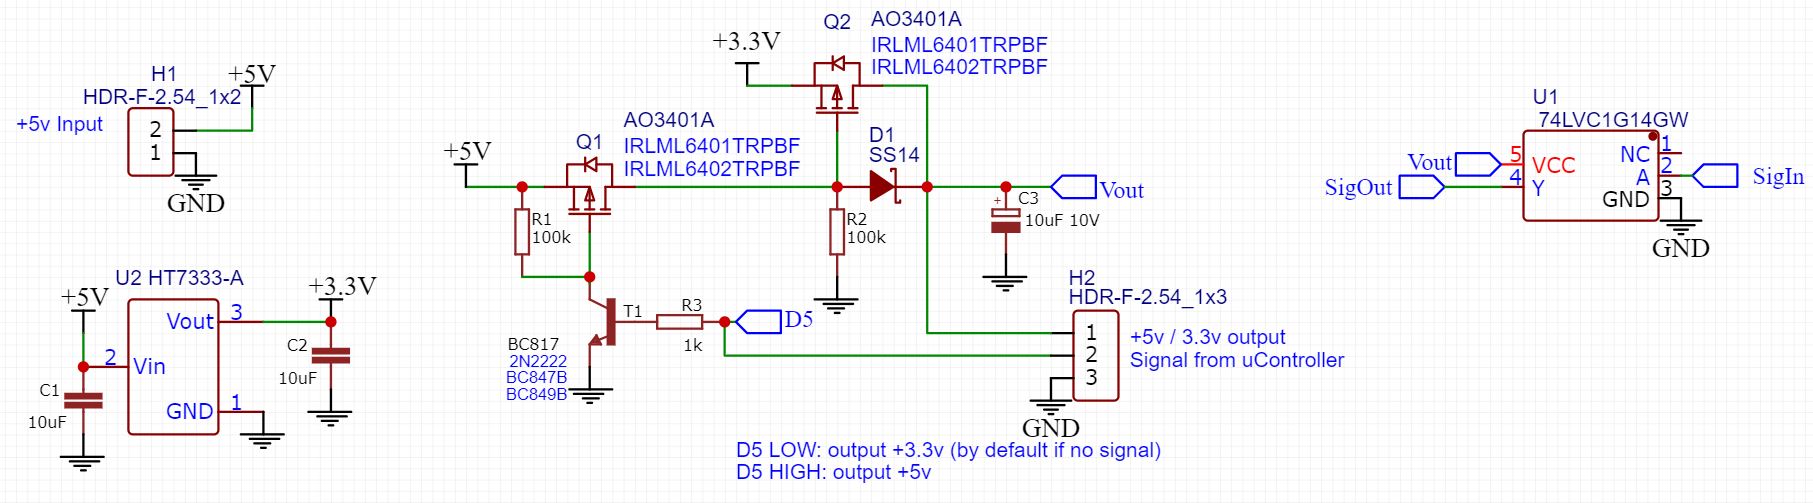 H1
HDR-F-2.54_1x2
+5v Input
2
1
+5V
GND
U2 HT7333-A
+5V
2
Vin
Vout
3
GND
1
+3.3V
C1
10uF
C2
10uF
+5V
Q1
AO3401A
IRLML6401TRPBF
IRLML6402TRPBF
R1
100k
T1
BC817
2N2222
BC847B
BC849B
R3
1k
D5
+3.3V
Q2
AO3401A
IRLML6401TRPBF
IRLML6402TRPBF
D1
SS14
R2
100k
+
C3
10uF 10V
Vout
H2
HDR-F-2.54_1x3
1
2
3
+5v / 3.3v output
Signal from uController
GND
D5 LOW: output +3.3v (by default if no signal)
D5 HIGH: output +5v
U1
74LVC1G14GW
Vout
5
VCC
SigOut
4
Y
NC
1
A
2
SigIn
GND
3
GND